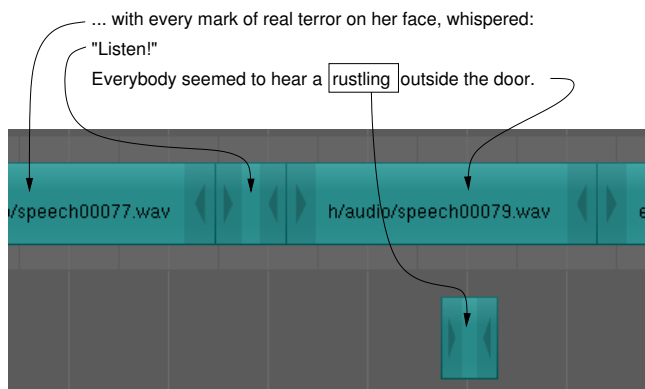 ... with every mark of real terror on her face, whispered:
"Listen!"
Everybody seemed to hear a rustling outside the door.
/speech00077.wav
h/audio/speech00079.wav